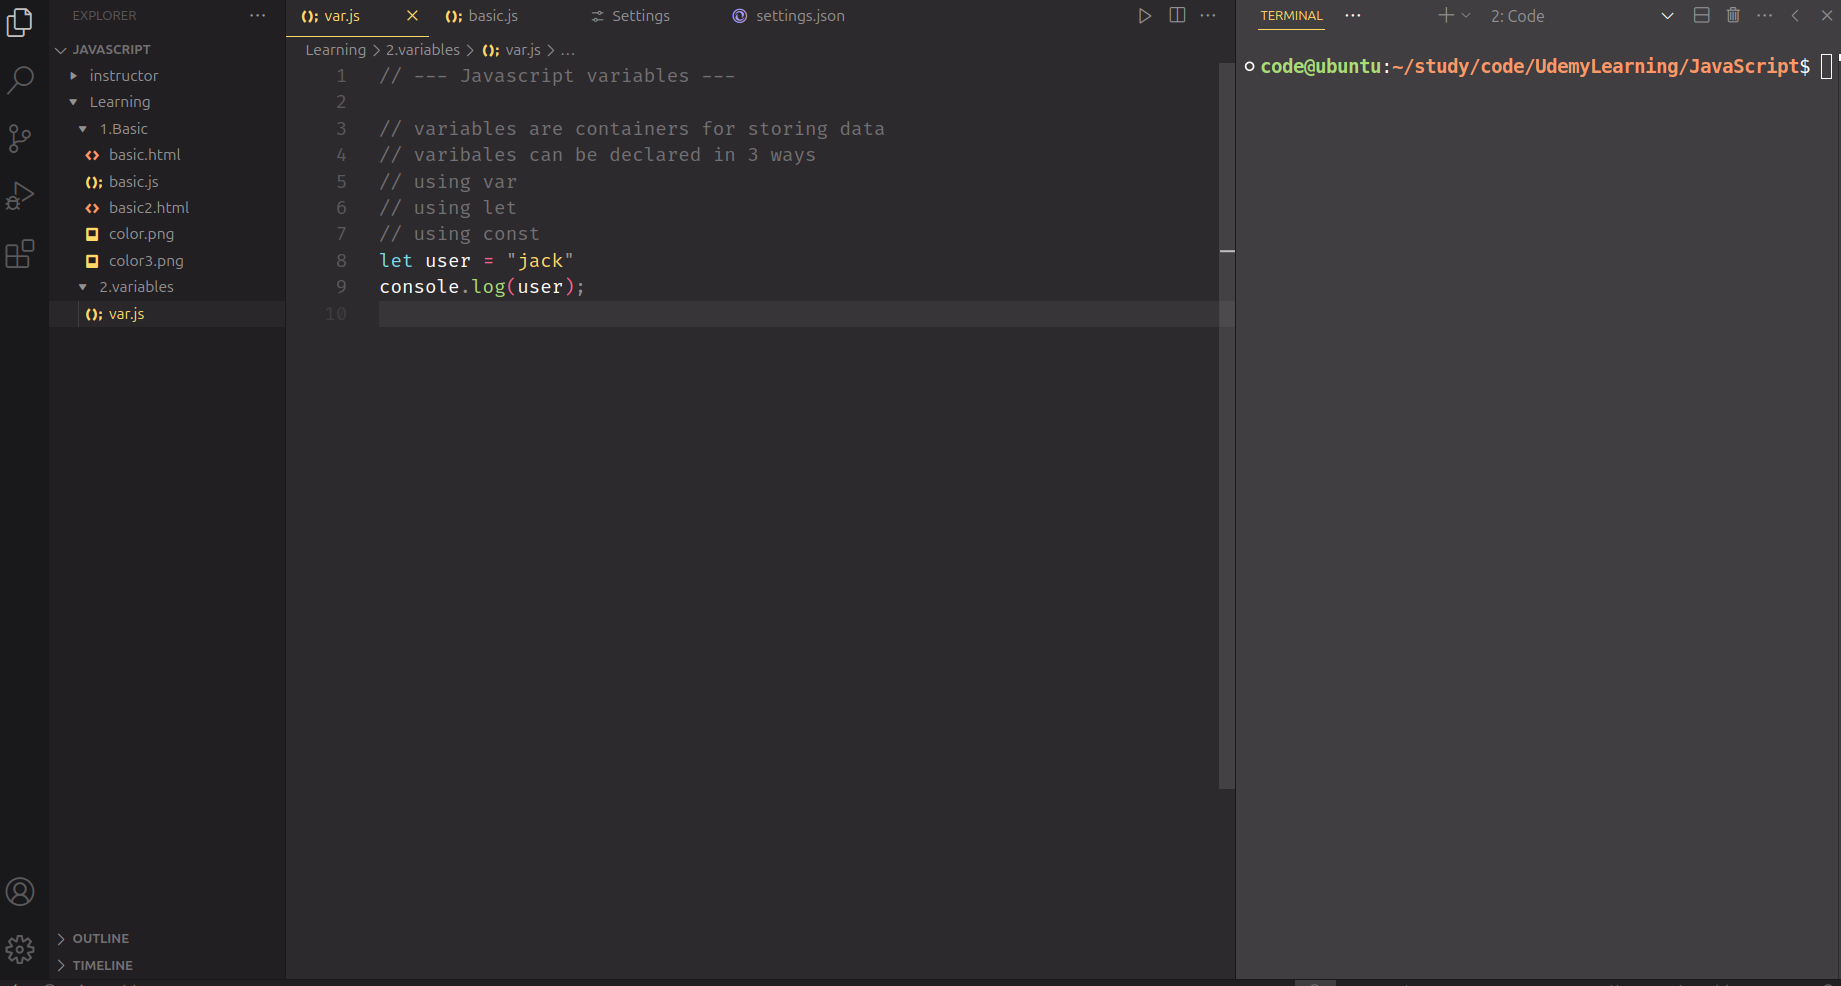 EXPLORER
JAVASCRIPT
instructor
Learning
1.Basic
basic.html
basic.js
basic2.html
color.png
color3.png
2.variables
var.js
OUTLINE
TIMELINE
var.js basic.js Settings settings.json
Learning > 2.variables > var.js > ...
1 // --- Javascript variables ---
2
3 // variables are containers for storing data
4 // varibales can be declared in 3 ways
5 // using var
6 // using let
7 // using const
8 let user = "jack"
9 console.log(user);
10
TERMINAL 2: Code
code@ubuntu:~/study/code/UdemyLearning/JavaScript$